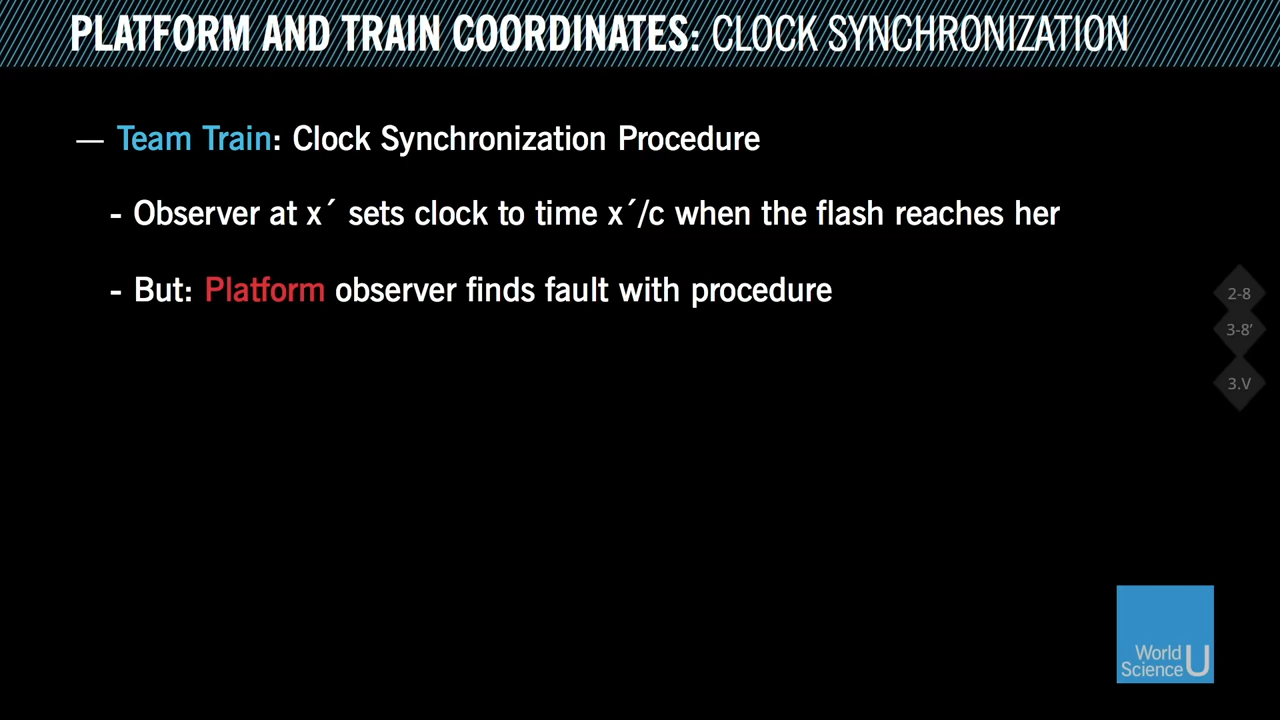 PLATFORM AND TRAIN COORDINATES: CLOCK SYNCHRONIZATION
— Team Train: Clock Synchronization Procedure
- Observer at x´ sets clock to time x´/c when the flash reaches her
- But: Platform observer finds fault with procedure
2-8
3-8’
3.V
World
Science U